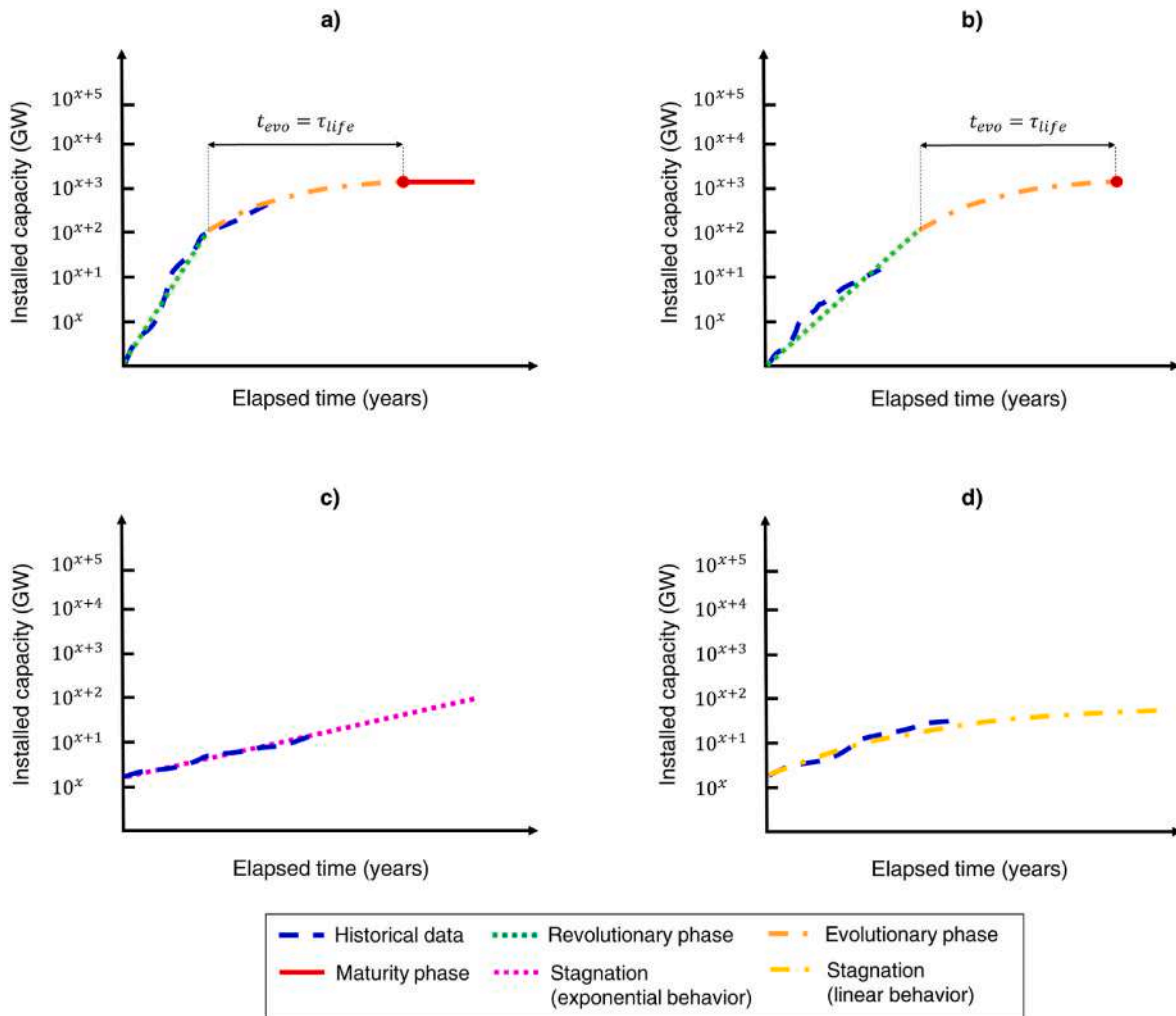 a)
Installed capacity (GW)
10^{x+5}
10^{x+4}
10^{x+3}
10^{x+2}
10^{x+1}
10^{x}
t_{evo} = τ_{life}
Elapsed time (years)
b)
Installed capacity (GW)
10^{x+5}
10^{x+4}
10^{x+3}
10^{x+2}
10^{x+1}
10^{x}
t_{evo} = τ_{life}
Elapsed time (years)
c)
Installed capacity (GW)
10^{x+5}
10^{x+4}
10^{x+3}
10^{x+2}
10^{x+1}
10^{x}
Elapsed time (years)
d)
Installed capacity (GW)
10^{x+5}
10^{x+4}
10^{x+3}
10^{x+2}
10^{x+1}
10^{x}
Elapsed time (years)
Historical data
Revolutionary phase
Evolutionary phase
Maturity phase
Stagnation
(exponential behavior)
Stagnation
(linear behavior)